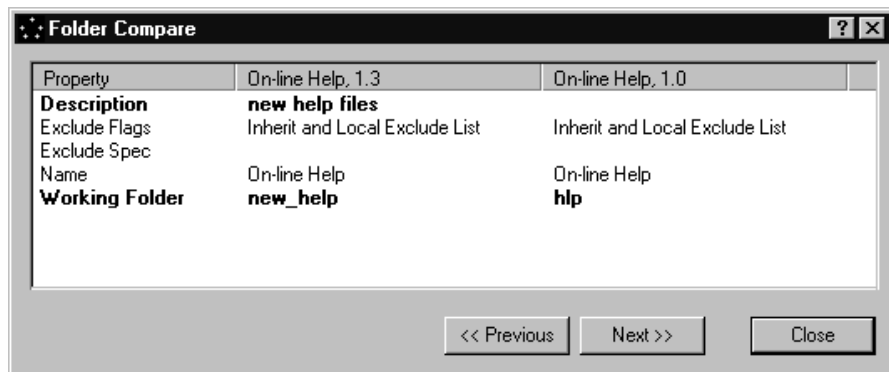 Folder Compare ? X
Property On-line Help, 1.3 On-line Help, 1.0
Description new help files
Exclude Flags Inherit and Local Exclude List Inherit and Local Exclude List
Exclude Spec
Name On-line Help On-line Help
Working Folder new_help hlp
<< Previous Next >> Close